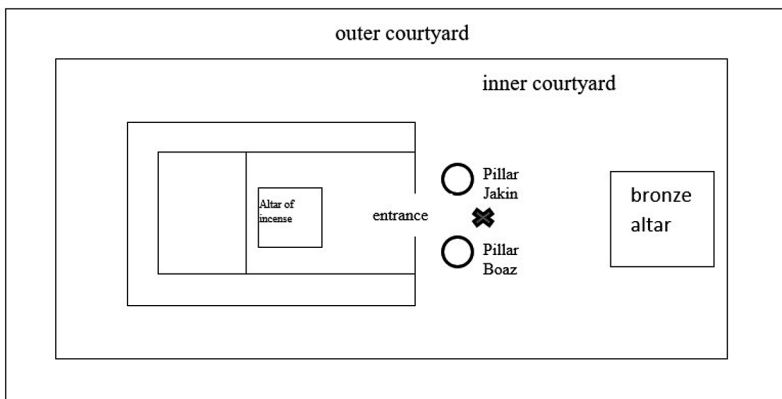 outer courtyard
inner courtyard
Pillar
Jakin
Altar of
incense
entrance
bronze
altar
Pillar
Boaz